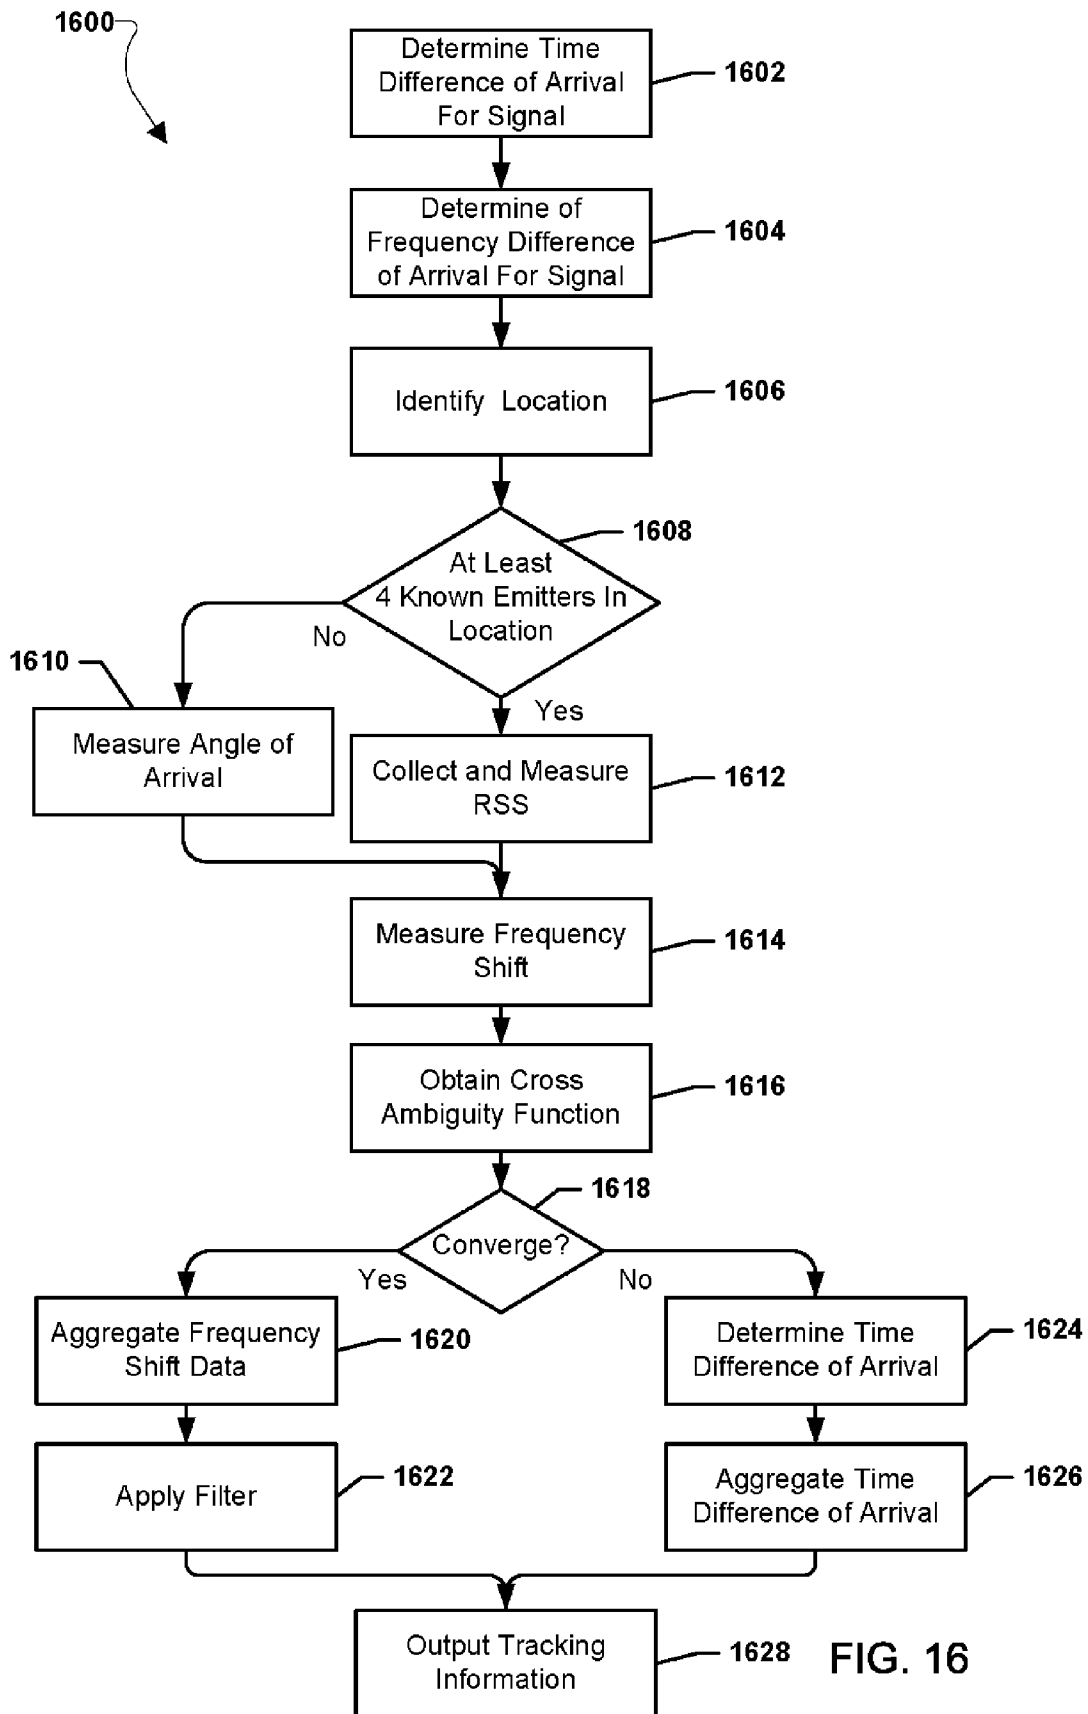 1600
Determine Time
Difference of Arrival
For Signal
1602
Determine of
Frequency Difference
of Arrival For Signal
1604
Identify Location
1606
At Least
4 Known Emitters In
Location
1608
No
Yes
1610
Measure Angle of
Arrival
Collect and Measure
RSS
1612
Measure Frequency
Shift
1614
Obtain Cross
Ambiguity Function
1616
Converge?
1618
Yes
No
Aggregate Frequency
Shift Data
1620
Determine Time
Difference of Arrival
1624
Apply Filter
1622
Aggregate Time
Difference of Arrival
1626
Output Tracking
Information
1628
FIG. 16